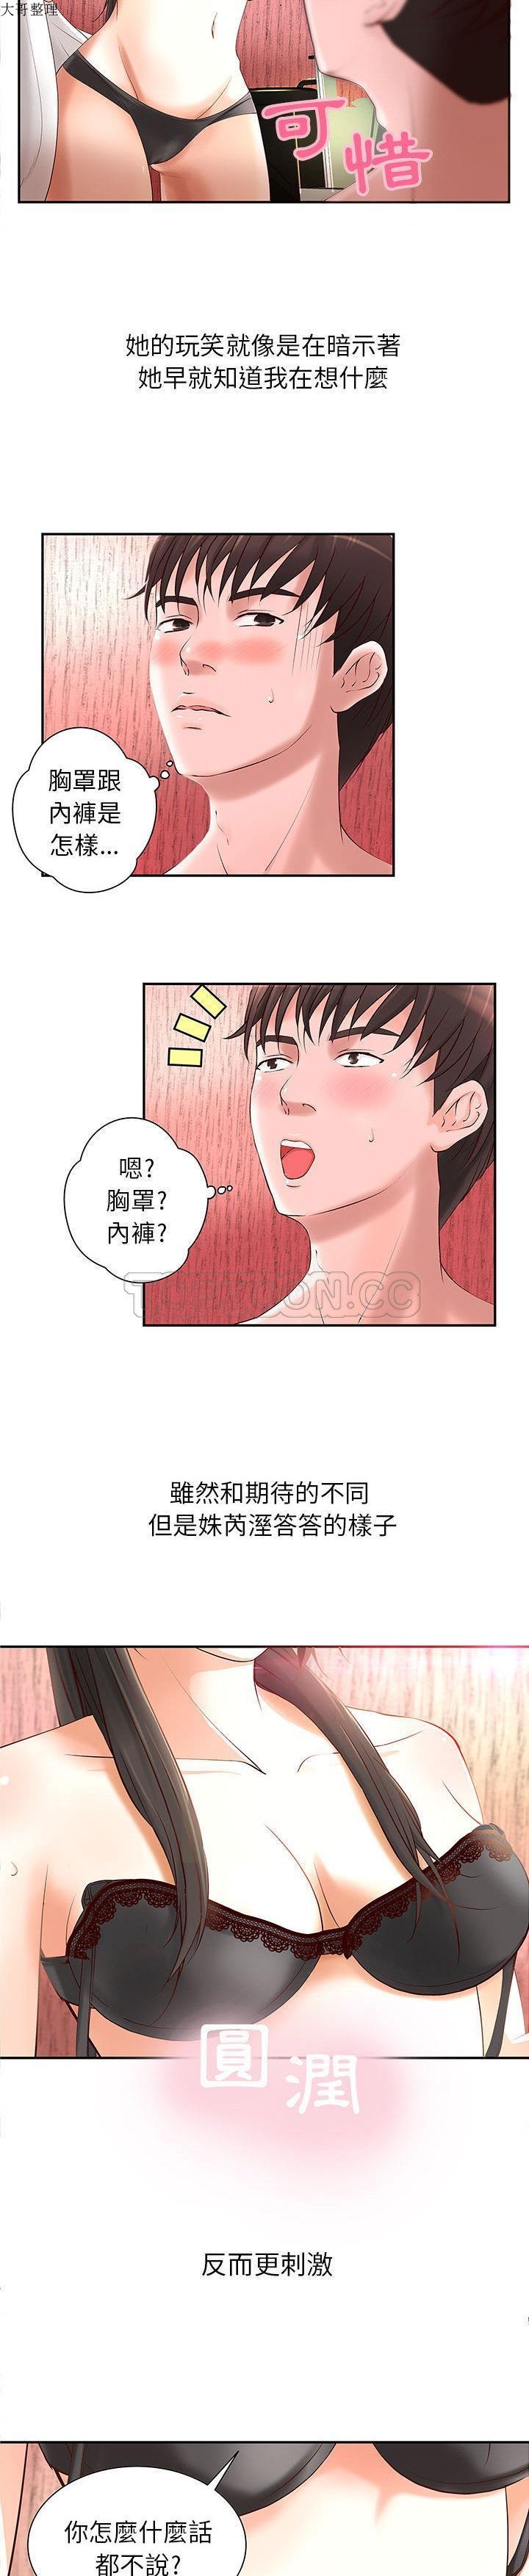 大哥整理
可惜
她的玩笑就像是在暗示著
她早就知道我在想什麼
胸罩跟
內褲是
怎樣...
嗯?
胸罩?
內褲?
TOPTOON.CC
雖然和期待的不同
但是姝芮溼答答的樣子
圓潤
反而更刺激
你怎麼什麼話
都不說?